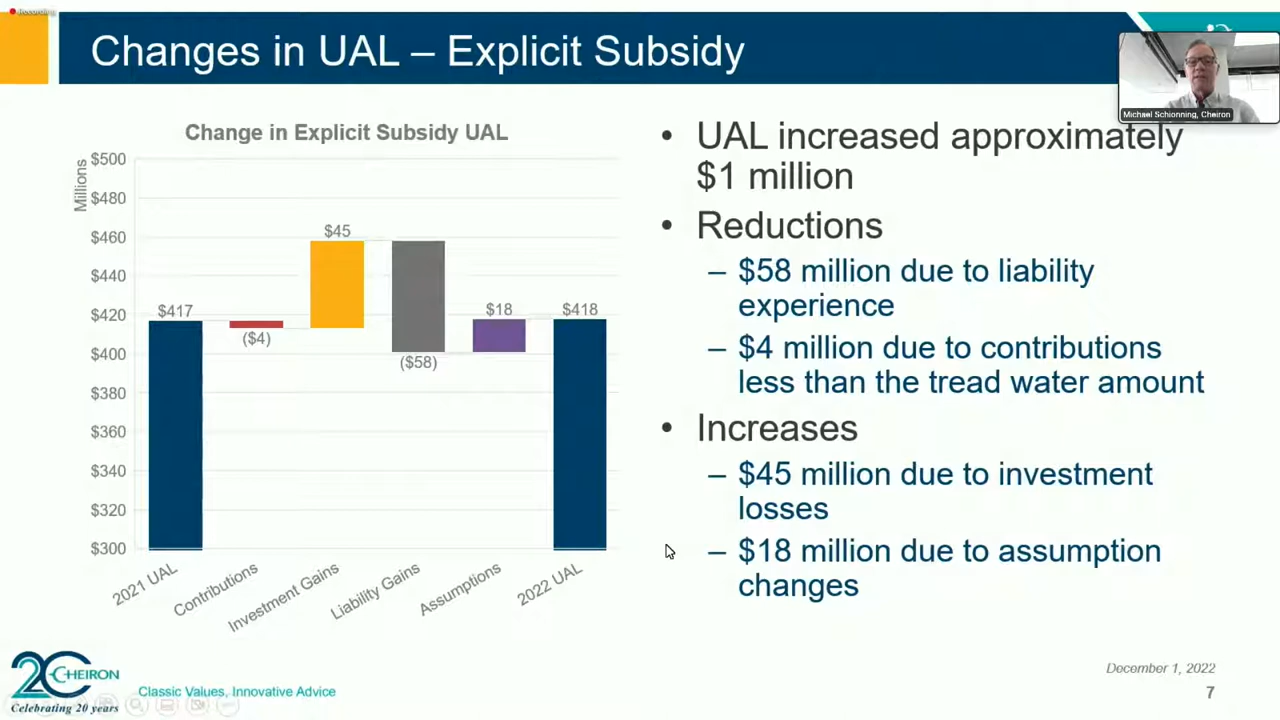 Recording
Changes in UAL – Explicit Subsidy
Michael Schionning, Cheiron
Change in Explicit Subsidy UAL
Millions
$500
$480
$460
$440
$420
$400
$380
$360
$340
$320
$300
$417
($4)
$45
($58)
$18
$418
2021 UAL
Contributions
Investment Gains
Liability Gains
Assumptions
2022 UAL
• UAL increased approximately
$1 million
• Reductions
– $58 million due to liability
experience
– $4 million due to contributions
less than the tread water amount
• Increases
– $45 million due to investment
losses
– $18 million due to assumption
changes
20 CHEIRON
Celebrating 20 years
Classic Values, Innovative Advice
December 1, 2022
7